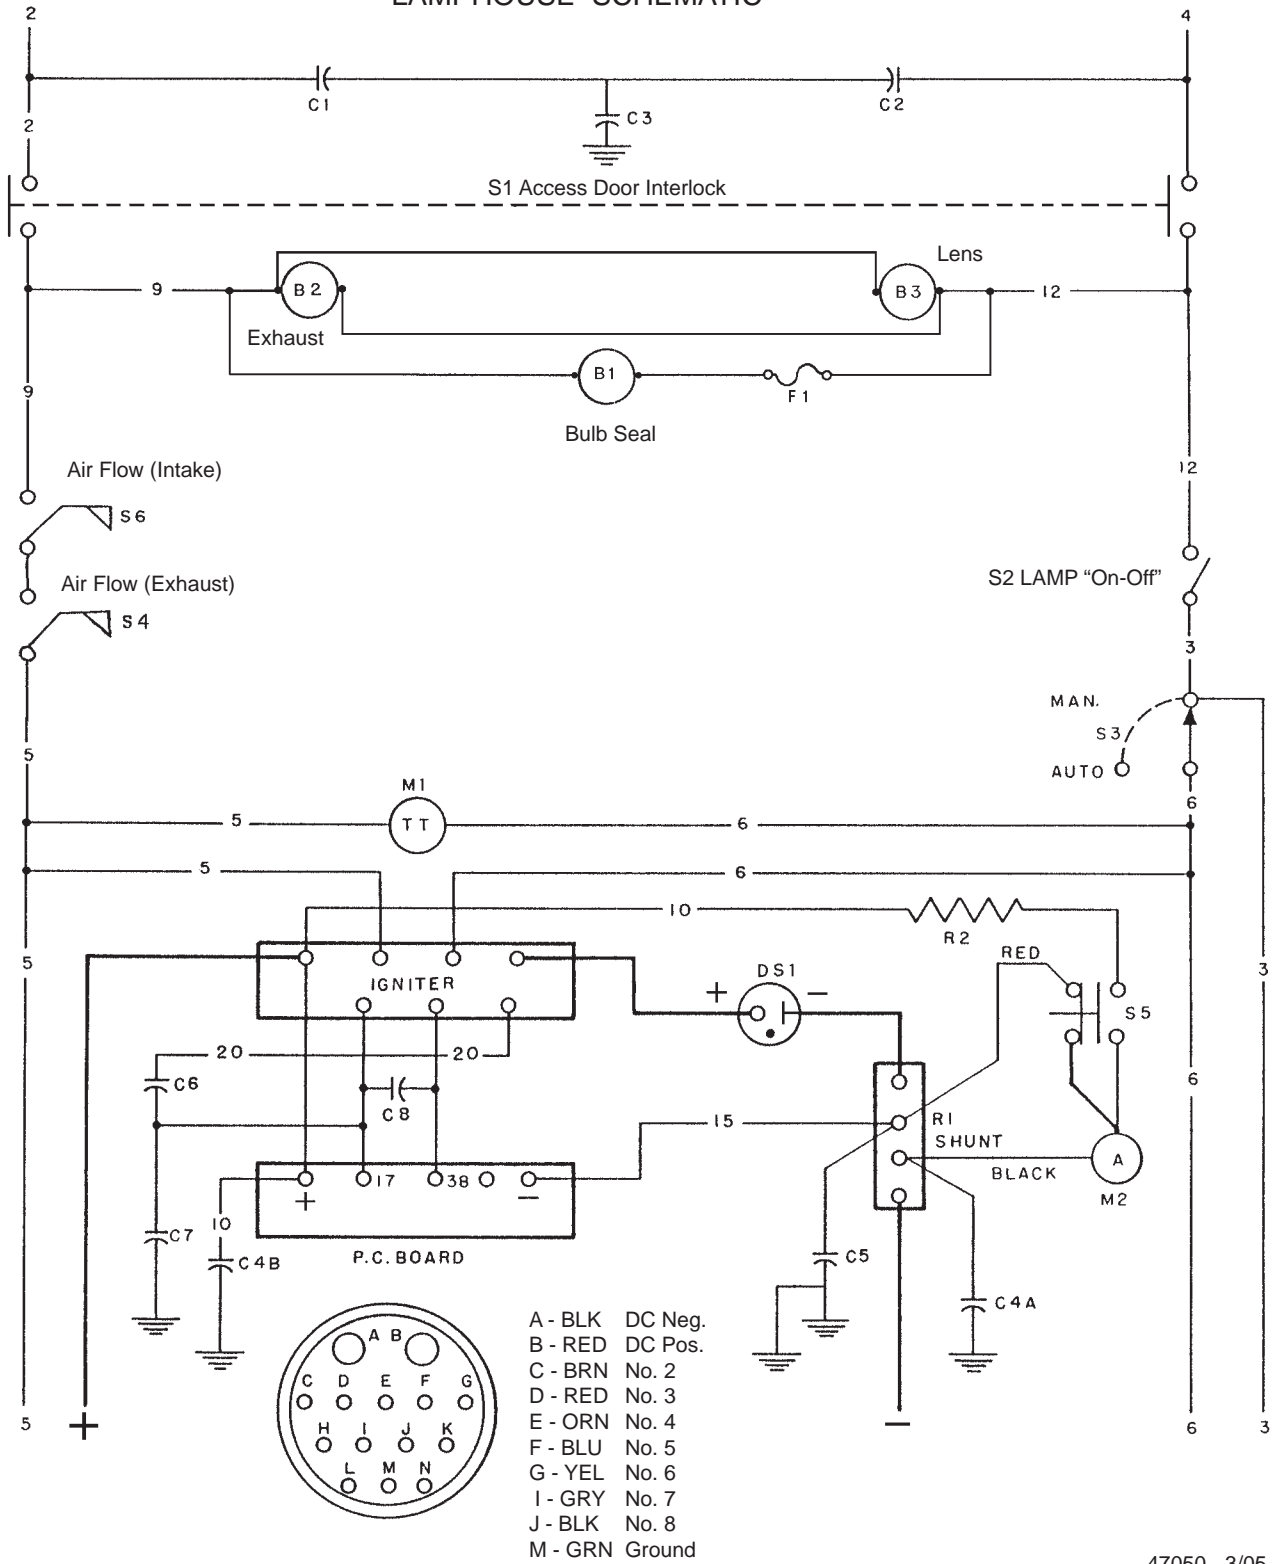 LAMPHOUSE SCHEMATIC
2
4
C1
C2
C3
2
S1 Access Door Interlock
Lens
9
B2
B3
12
Exhaust
B1
F1
9
Bulb Seal
12
Air Flow (Intake)
S6
Air Flow (Exhaust)
S2 LAMP “On-Off”
S4
3
MAN.
S3
AUTO
5
M1
6
5
TT
6
5
6
10
R2
RED
5
IGNITER
DS1
3
+
−
S5
20
20
C6
C8
6
15
R1
SHUNT
A
BLACK
M2
17
38
+
−
10
C7
C4B
P.C. BOARD
C5
C4A
A B
C D E F G
H I J K
L M N
A - BLK DC Neg.
B - RED DC Pos.
C - BRN No. 2
D - RED No. 3
E - ORN No. 4
F - BLU No. 5
G - YEL No. 6
I - GRY No. 7
J - BLK No. 8
M - GRN Ground
5
+
−
6
3
47050 3/05